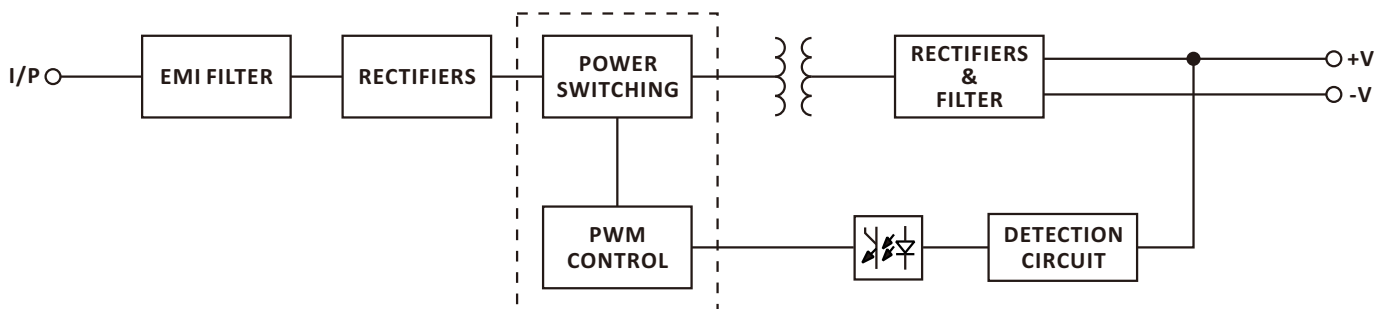 I/P
EMI FILTER
RECTIFIERS
POWER
SWITCHING
RECTIFIERS
&
FILTER
+V
-V
PWM
CONTROL
DETECTION
CIRCUIT